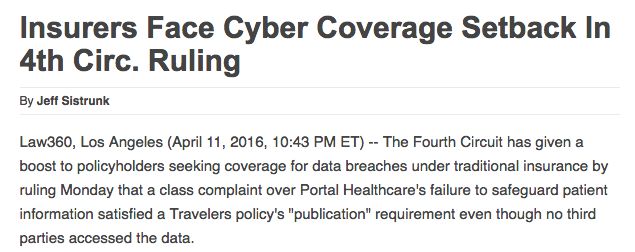 Insurers Face Cyber Coverage Setback In
4th Circ. Ruling
By Jeff Sistrunk
Law360, Los Angeles (April 11, 2016, 10:43 PM ET) -- The Fourth Circuit has given a
boost to policyholders seeking coverage for data breaches under traditional insurance by
ruling Monday that a class complaint over Portal Healthcare's failure to safeguard patient
information satisfied a Travelers policy's "publication" requirement even though no third
parties accessed the data.